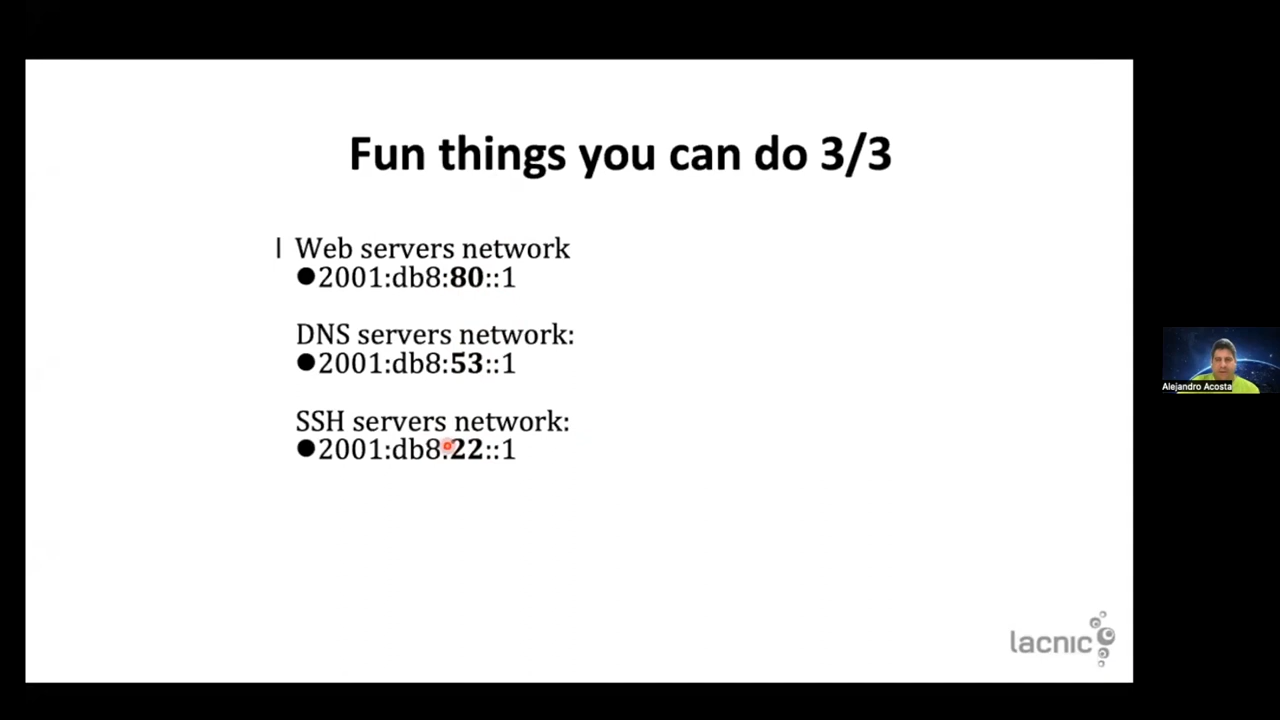 Fun things you can do 3/3
| Web servers network
●2001:db8:80::1
DNS servers network:
●2001:db8:53::1
SSH servers network:
●2001:db8:22::1
Alejandro Acosta
lacnic